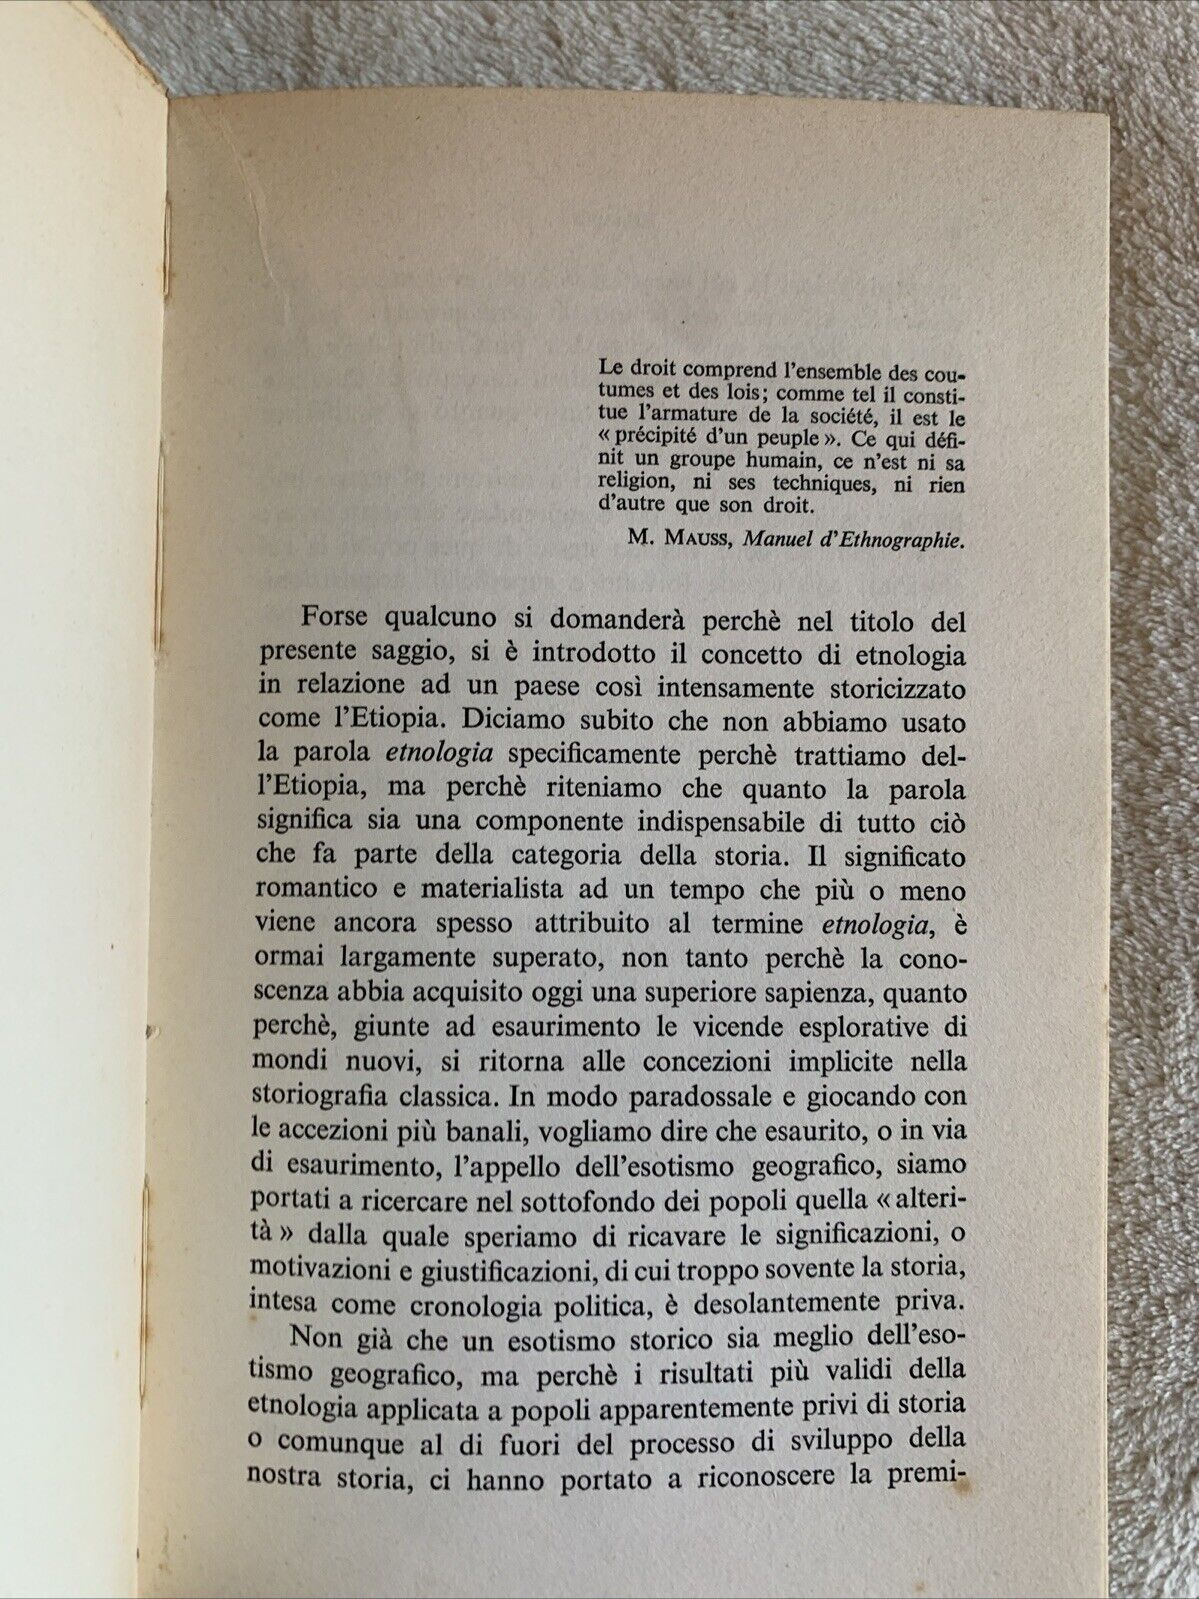 Le droit comprend l'ensemble des cou-
tumes et des lois; comme tel il consti-
tue l'armature de la société, il est le
« précipité d'un peuple ». Ce qui défi-
nit un groupe humain, ce n'est ni sa
religion, ni ses techniques, ni rien
d'autre que son droit.
M. MAUSS, Manuel d'Ethnographie.
Forse qualcuno si domanderà perchè nel titolo del
presente saggio, si è introdotto il concetto di etnologia
in relazione ad un paese così intensamente storicizzato
come l'Etiopia. Diciamo subito che non abbiamo usato
la parola etnologia specificamente perchè trattiamo del-
l'Etiopia, ma perchè riteniamo che quanto la parola
significa sia una componente indispensabile di tutto ciò
che fa parte della categoria della storia. Il significato
romantico e materialista ad un tempo che più o meno
viene ancora spesso attribuito al termine etnologia, è
ormai largamente superato, non tanto perchè la cono-
scenza abbia acquisito oggi una superiore sapienza, quanto
perchè, giunte ad esaurimento le vicende esplorative di
mondi nuovi, si ritorna alle concezioni implicite nella
storiografia classica. In modo paradossale e giocando con
le accezioni più banali, vogliamo dire che esaurito, o in via
di esaurimento, l'appello dell'esotismo geografico, siamo
portati a ricercare nel sottofondo dei popoli quella « alteri-
tà » dalla quale speriamo di ricavare le significazioni, o
motivazioni e giustificazioni, di cui troppo sovente la storia,
intesa come cronologia politica, è desolantemente priva.
Non già che un esotismo storico sia meglio dell'eso-
tismo geografico, ma perchè i risultati più validi della
etnologia applicata a popoli apparentemente privi di storia
o comunque al di fuori del processo di sviluppo della
nostra storia, ci hanno portato a riconoscere la premi-